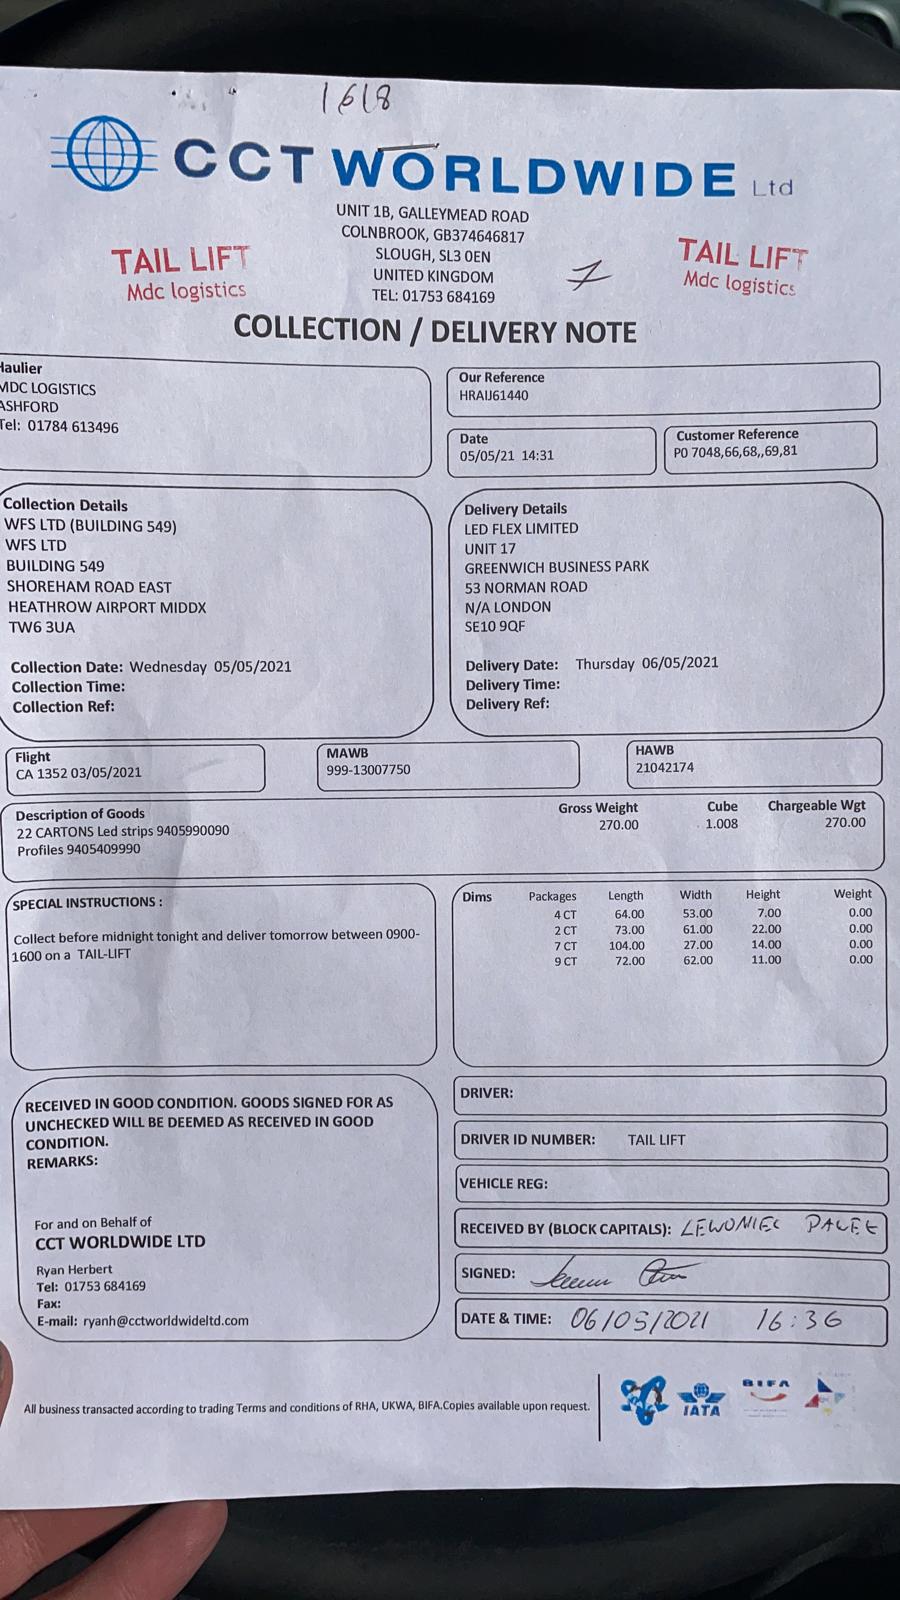 1618
CCT WORLDWIDE Ltd
UNIT 1B, GALLEYMEAD ROAD
COLNBROOK, GB374646817
SLOUGH, SL3 0EN
UNITED KINGDOM
TEL: 01753 684169
TAIL LIFT
Mdc logistics
TAIL LIFT
Mdc logistics
COLLECTION / DELIVERY NOTE
Haulier
MDC LOGISTICS
ASHFORD
Tel: 01784 613496
Our Reference
HRAIJ61440
Date
05/05/21 14:31
Customer Reference
PO 7048,66,68,,69,81
Collection Details
WFS LTD (BUILDING 549)
WFS LTD
BUILDING 549
SHOREHAM ROAD EAST
HEATHROW AIRPORT MIDDX
TW6 3UA
Collection Date: Wednesday 05/05/2021
Collection Time:
Collection Ref:
Delivery Details
LED FLEX LIMITED
UNIT 17
GREENWICH BUSINESS PARK
53 NORMAN ROAD
N/A LONDON
SE10 9QF
Delivery Date: Thursday 06/05/2021
Delivery Time:
Delivery Ref:
Flight
CA 1352 03/05/2021
MAWB
999-13007750
HAWB
21042174
Description of Goods Gross Weight Cube Chargeable Wgt
22 CARTONS Led strips 9405990090 270.00 1.008 270.00
Profiles 9405409990
SPECIAL INSTRUCTIONS :
Collect before midnight tonight and deliver tomorrow between 0900-
1600 on a TAIL-LIFT
Dims Packages Length Width Height Weight
4 CT 64.00 53.00 7.00 0.00
2 CT 73.00 61.00 22.00 0.00
7 CT 104.00 27.00 14.00 0.00
9 CT 72.00 62.00 11.00 0.00
RECEIVED IN GOOD CONDITION. GOODS SIGNED FOR AS
UNCHECKED WILL BE DEEMED AS RECEIVED IN GOOD
CONDITION.
REMARKS:
For and on Behalf of
CCT WORLDWIDE LTD
Ryan Herbert
Tel: 01753 684169
Fax:
E-mail: ryanh@cctworldwideltd.com
DRIVER:
DRIVER ID NUMBER: TAIL LIFT
VEHICLE REG:
RECEIVED BY (BLOCK CAPITALS): LEWONIEC
SIGNED:
DATE & TIME: 06/05/2021 16:36
All business transacted according to trading Terms and conditions of RHA, UKWA, BIFA.Copies available upon request.
IATA
BIFA